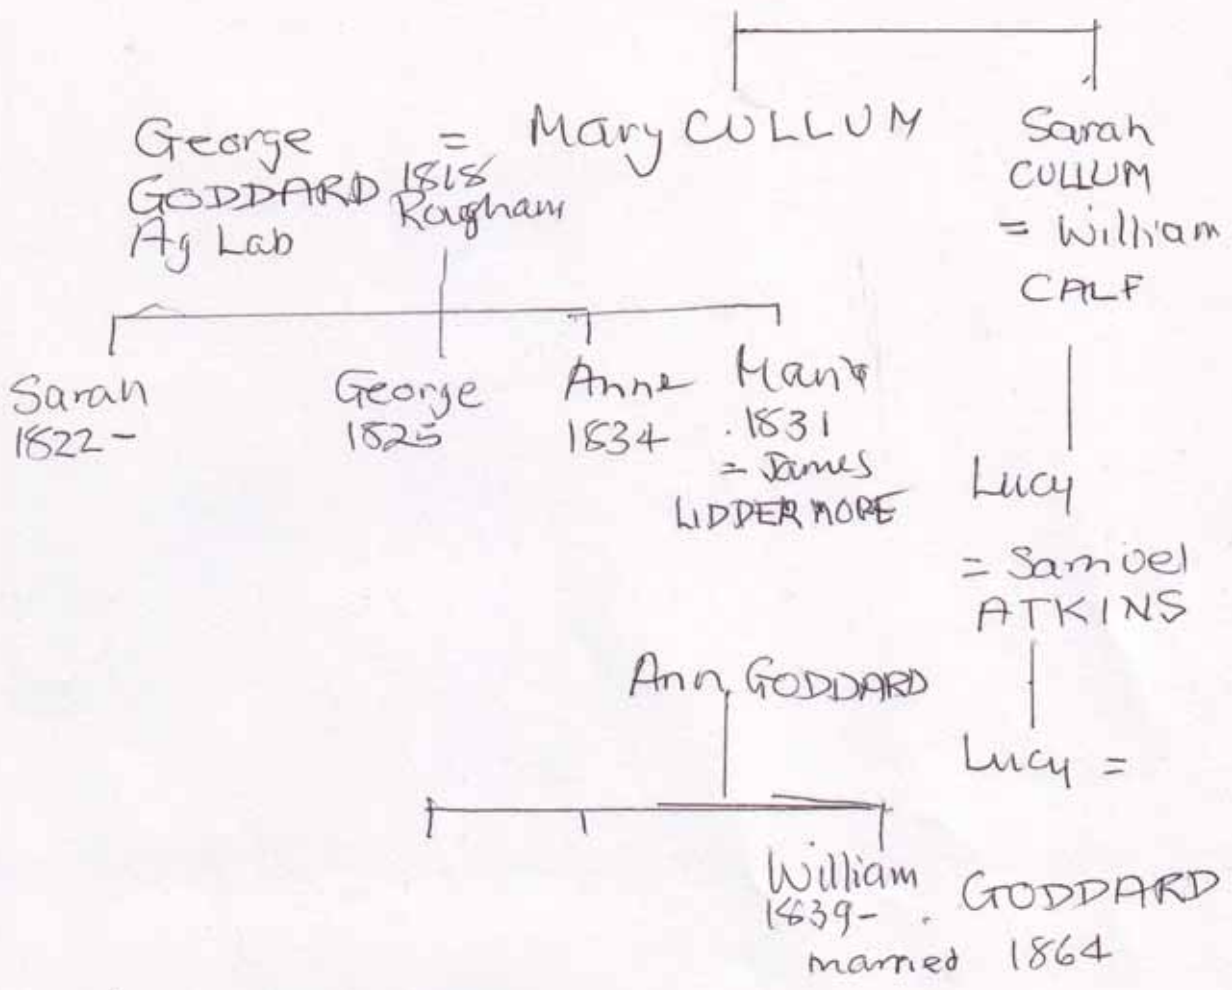 George = Mary CULLUM
GODDARD 1818
Rougham
Ag Lab
Sarah
CULLUM
= William
CALF
Sarah
1822 -
George
1825
Anne
1834
1831
= James
LIDDERMORE
Lucy
= Samuel
ATKINS
Ann GODDARD
Lucy =
William GODDARD
1839-
married 1864